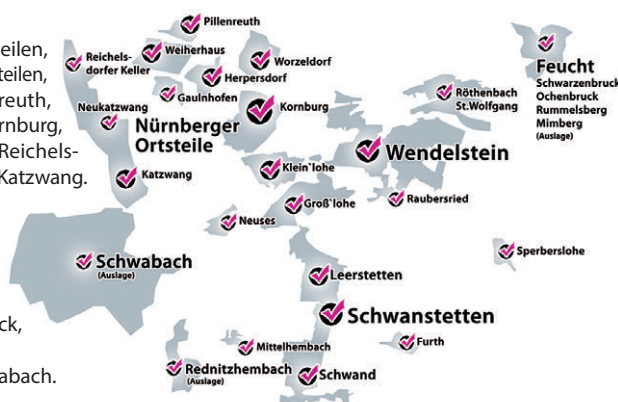 eilen,
teilen,
reuth,
rnburg,
Reichels-
Katzwang.
ck,
abach.
Pillenreuth
Reichels-
dorfer Keller
Weiherhaus
Worzeldorf
Herpersdorf
Gaulnhofen
Neukatzwang
Kornburg
Nürnberger
Ortsteile
Katzwang
Klein`lohe
Groß`lohe
Neuses
Röthenbach
St.Wolfgang
Feucht
Schwarzenbruck
Ochenbruck
Rummelsberg
Mimberg
(Auslage)
Wendelstein
Raubersried
Sperberslohe
Schwabach
(Auslage)
Leerstetten
Schwanstetten
Furth
Mittelhembach
Rednitzhembach
(Auslage)
Schwand